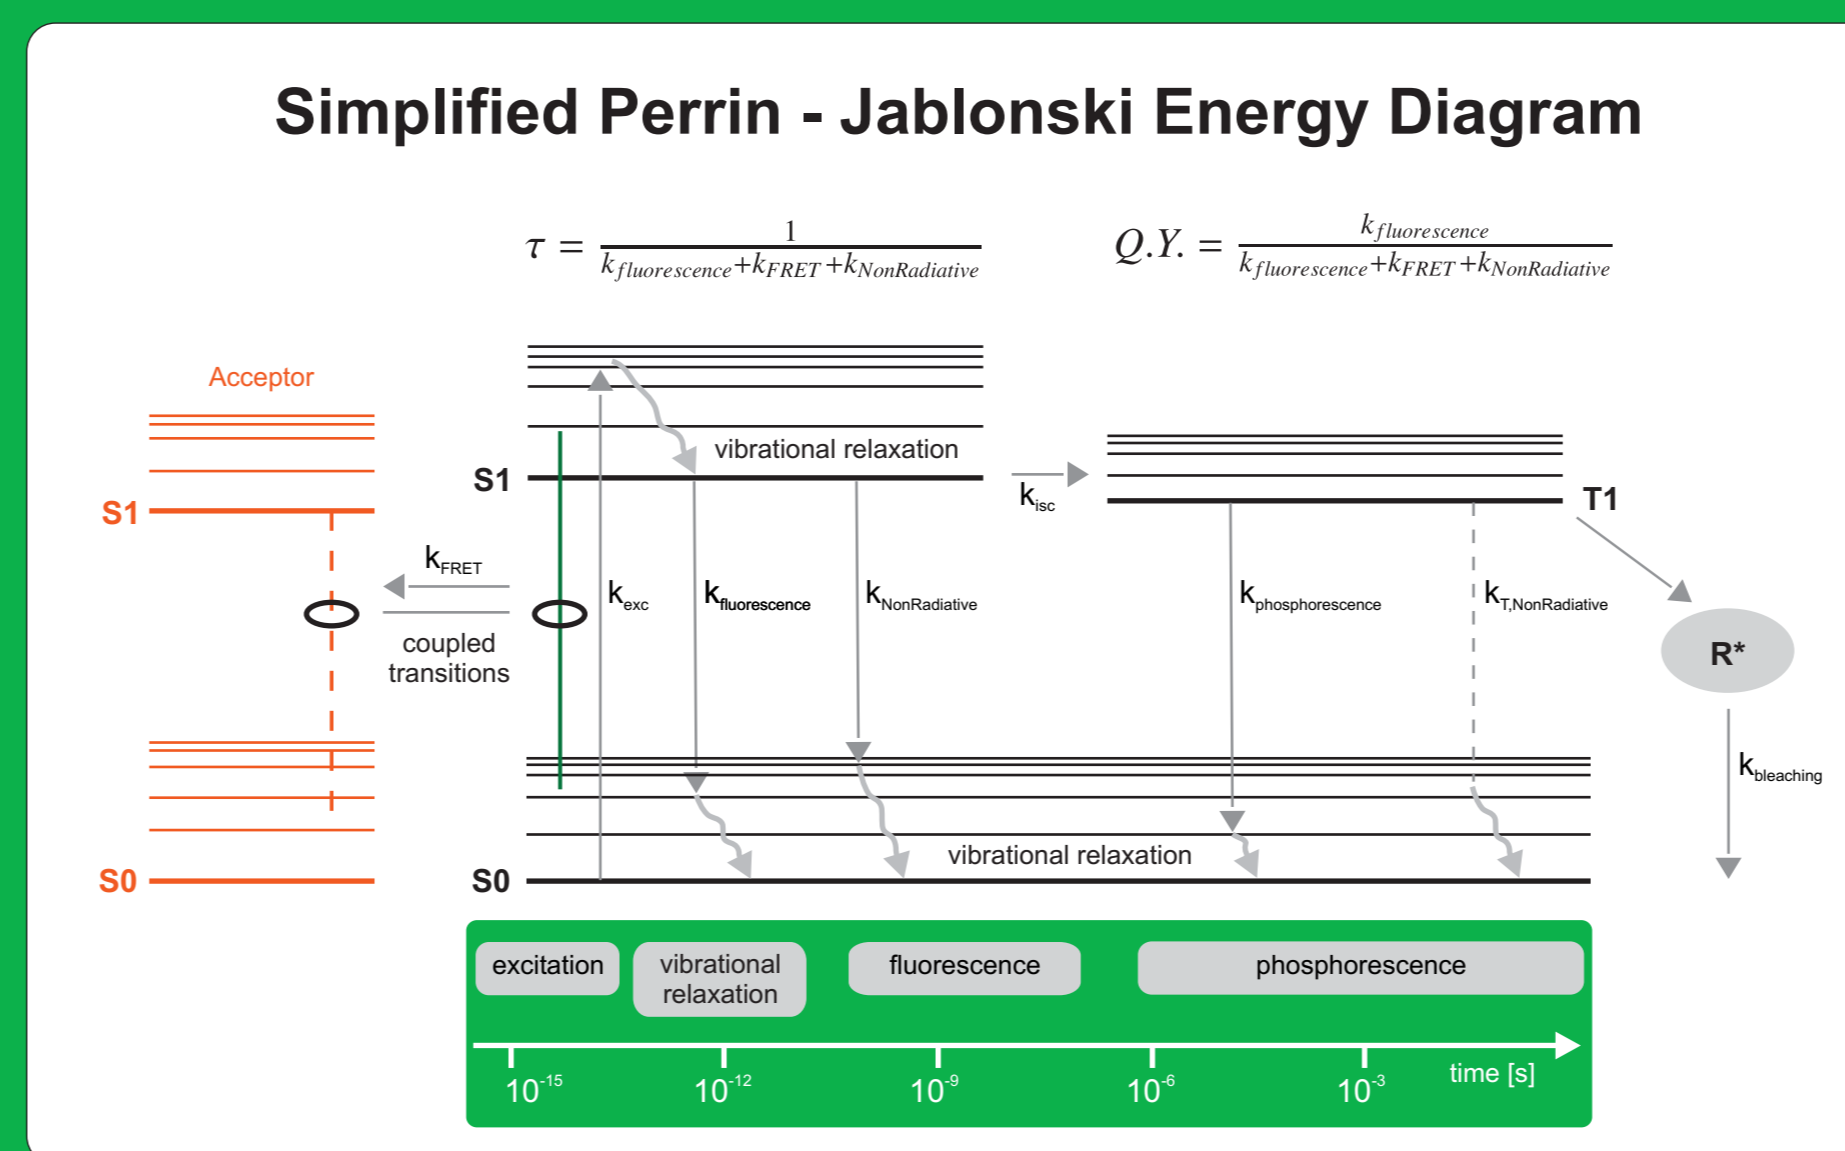 Simplified Perrin - Jablonski Energy Diagram
τ = 1 / (k_fluorescence + k_FRET + k_NonRadiative)
Q.Y. = k_fluorescence / (k_fluorescence + k_FRET + k_NonRadiative)
Acceptor
S1
S0
k_FRET
coupled
transitions
S1
vibrational relaxation
k_exc
k_fluorescence
k_NonRadiative
k_isc
T1
k_phosphorescence
k_T,NonRadiative
R*
k_bleaching
vibrational relaxation
S0
excitation
vibrational
relaxation
fluorescence
phosphorescence
10^-15
10^-12
10^-9
10^-6
10^-3
time [s]